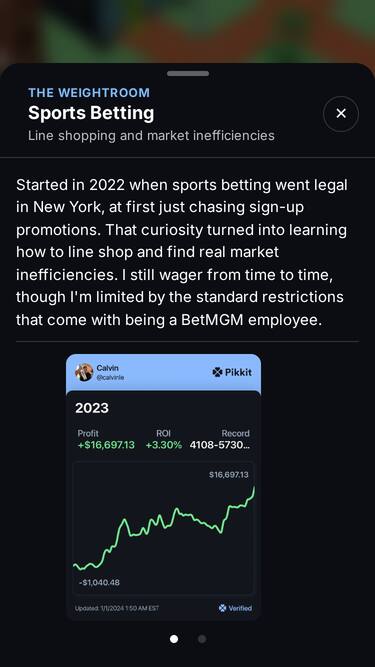 THE WEIGHTROOM
Sports Betting
Line shopping and market inefficiencies
Started in 2022 when sports betting went legal
in New York, at first just chasing sign-up
promotions. That curiosity turned into learning
how to line shop and find real market
inefficiencies. I still wager from time to time,
though I'm limited by the standard restrictions
that come with being a BetMGM employee.
Calvin
@calvinle
Pikkit
2023
Profit ROI Record
+$16,697.13 +3.30% 4108-5730...
$16,697.13
-$1,040.48
Updated: 1/1/2024 1:50 AM EST
Verified